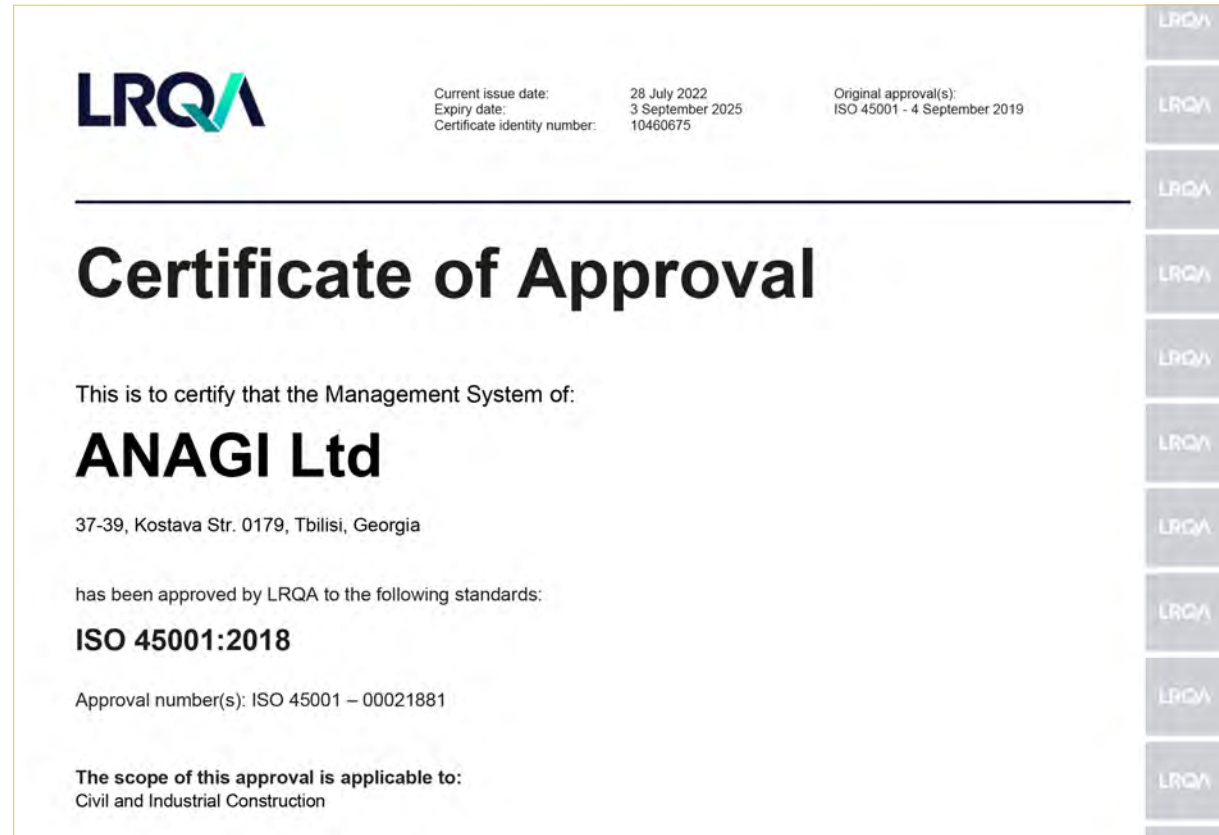 LRQA
Current issue date: 28 July 2022
Expiry date: 3 September 2025
Certificate identity number: 10460675
Original approval(s):
ISO 45001 - 4 September 2019
Certificate of Approval
This is to certify that the Management System of:
ANAGI Ltd
37-39, Kostava Str. 0179, Tbilisi, Georgia
has been approved by LRQA to the following standards:
ISO 45001:2018
Approval number(s): ISO 45001 – 00021881
The scope of this approval is applicable to:
Civil and Industrial Construction
LRQA
LRQA
LRQA
LRQA
LRQA
LRQA
LRQA
LRQA
LRQA
LRQA